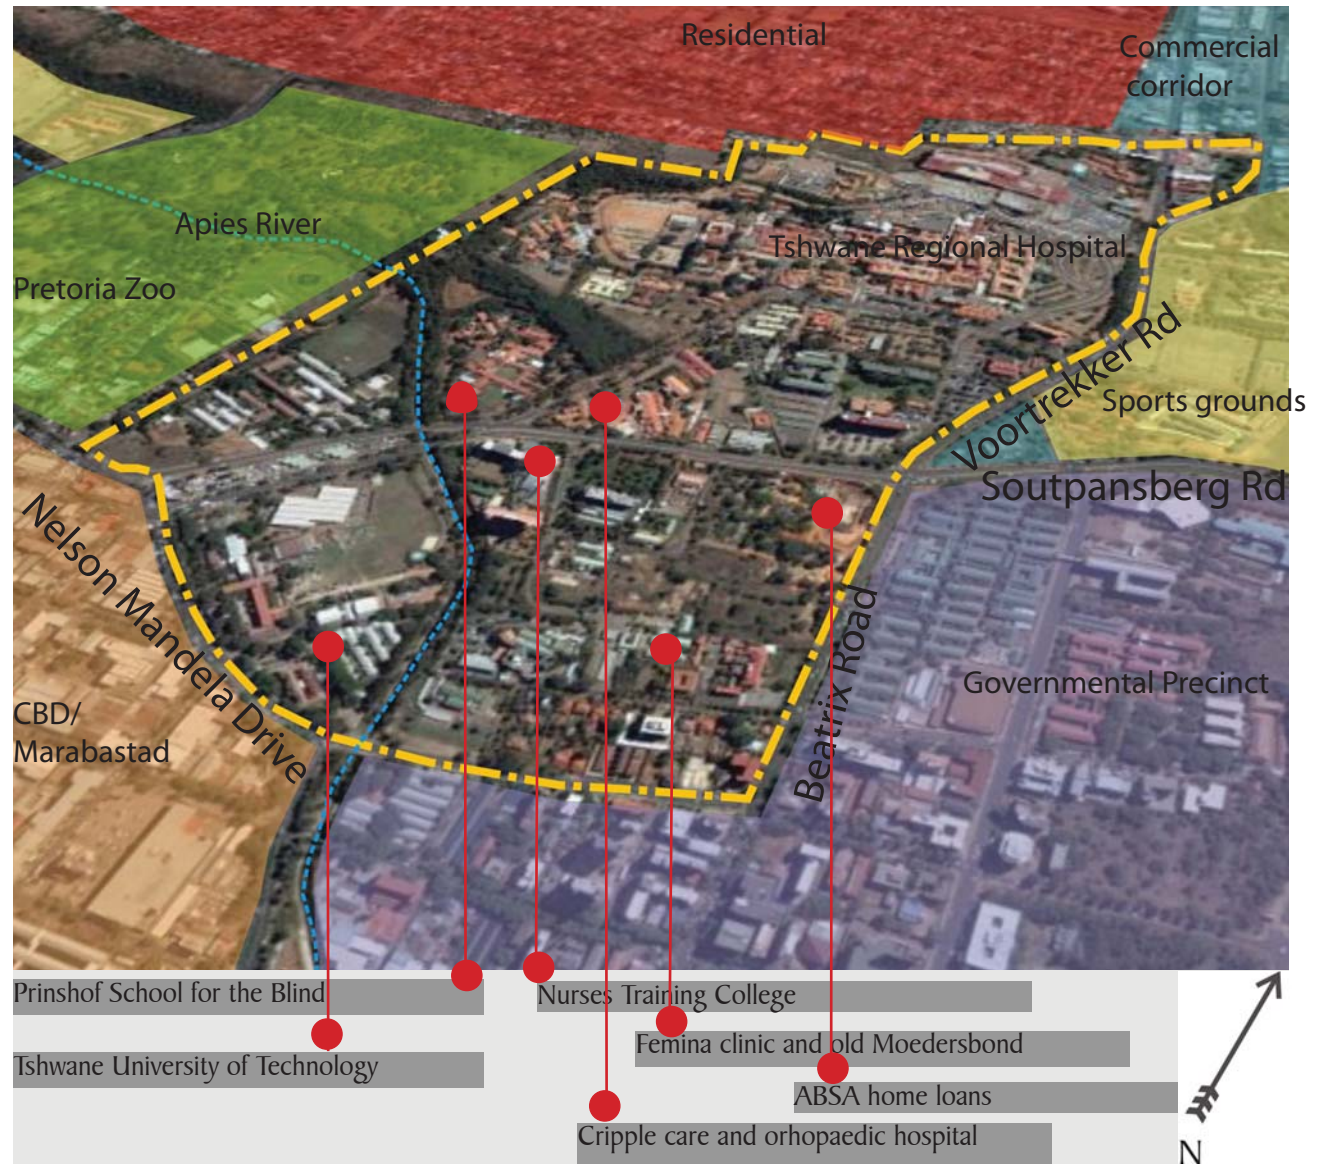 Residential
Commercial
corridor
Apies River
Tshwane Regional Hospital
Pretoria Zoo
Voortrekker Rd
Sports grounds
Soutpansberg Rd
Nelson Mandela Drive
Beatrix Road
Governmental Precinct
CBD/
Marabastad
Prinshof School for the Blind
Nurses Training College
Femina clinic and old Moedersbond
Tshwane University of Technology
ABSA home loans
Cripple care and orhopaedic hospital
N